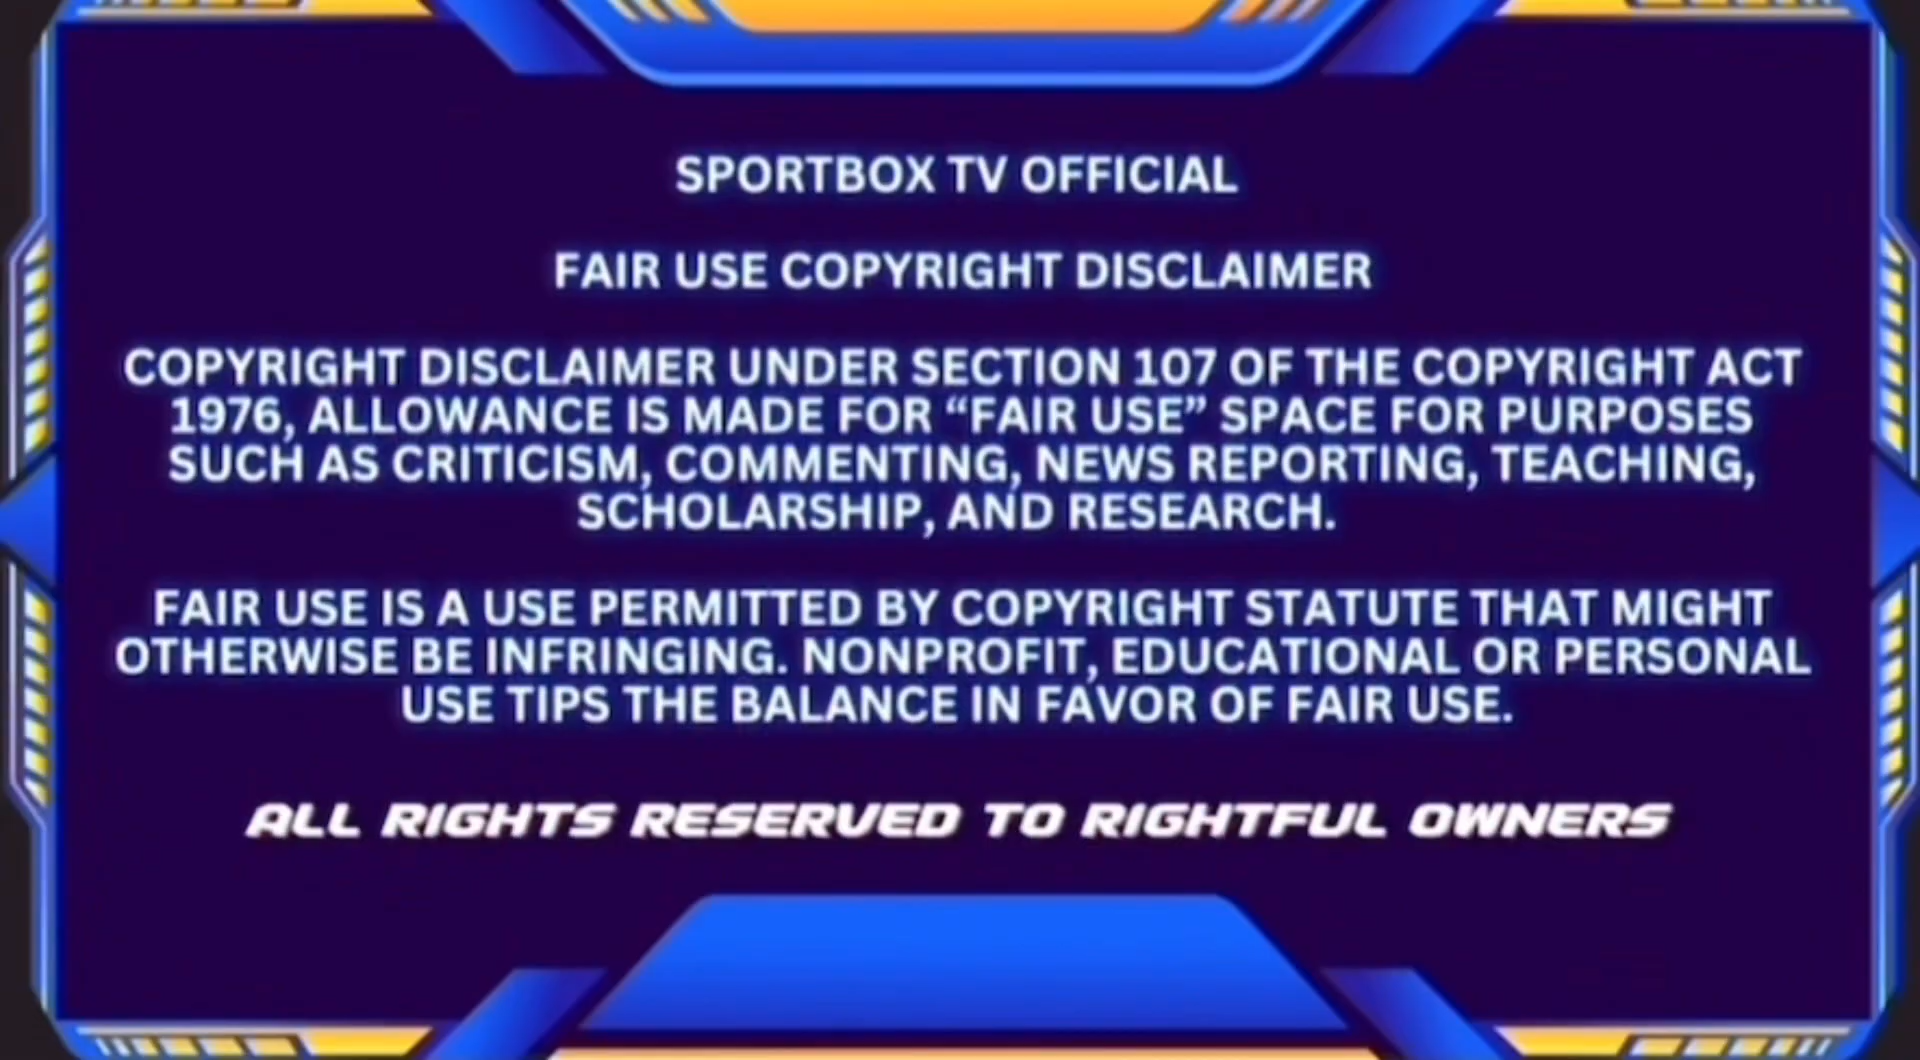 SPORTBOX TV OFFICIAL
FAIR USE COPYRIGHT DISCLAIMER
COPYRIGHT DISCLAIMER UNDER SECTION 107 OF THE COPYRIGHT ACT
1976, ALLOWANCE IS MADE FOR “FAIR USE” SPACE FOR PURPOSES
SUCH AS CRITICISM, COMMENTING, NEWS REPORTING, TEACHING,
SCHOLARSHIP, AND RESEARCH.
FAIR USE IS A USE PERMITTED BY COPYRIGHT STATUTE THAT MIGHT
OTHERWISE BE INFRINGING. NONPROFIT, EDUCATIONAL OR PERSONAL
USE TIPS THE BALANCE IN FAVOR OF FAIR USE.
ALL RIGHTS RESERVED TO RIGHTFUL OWNERS